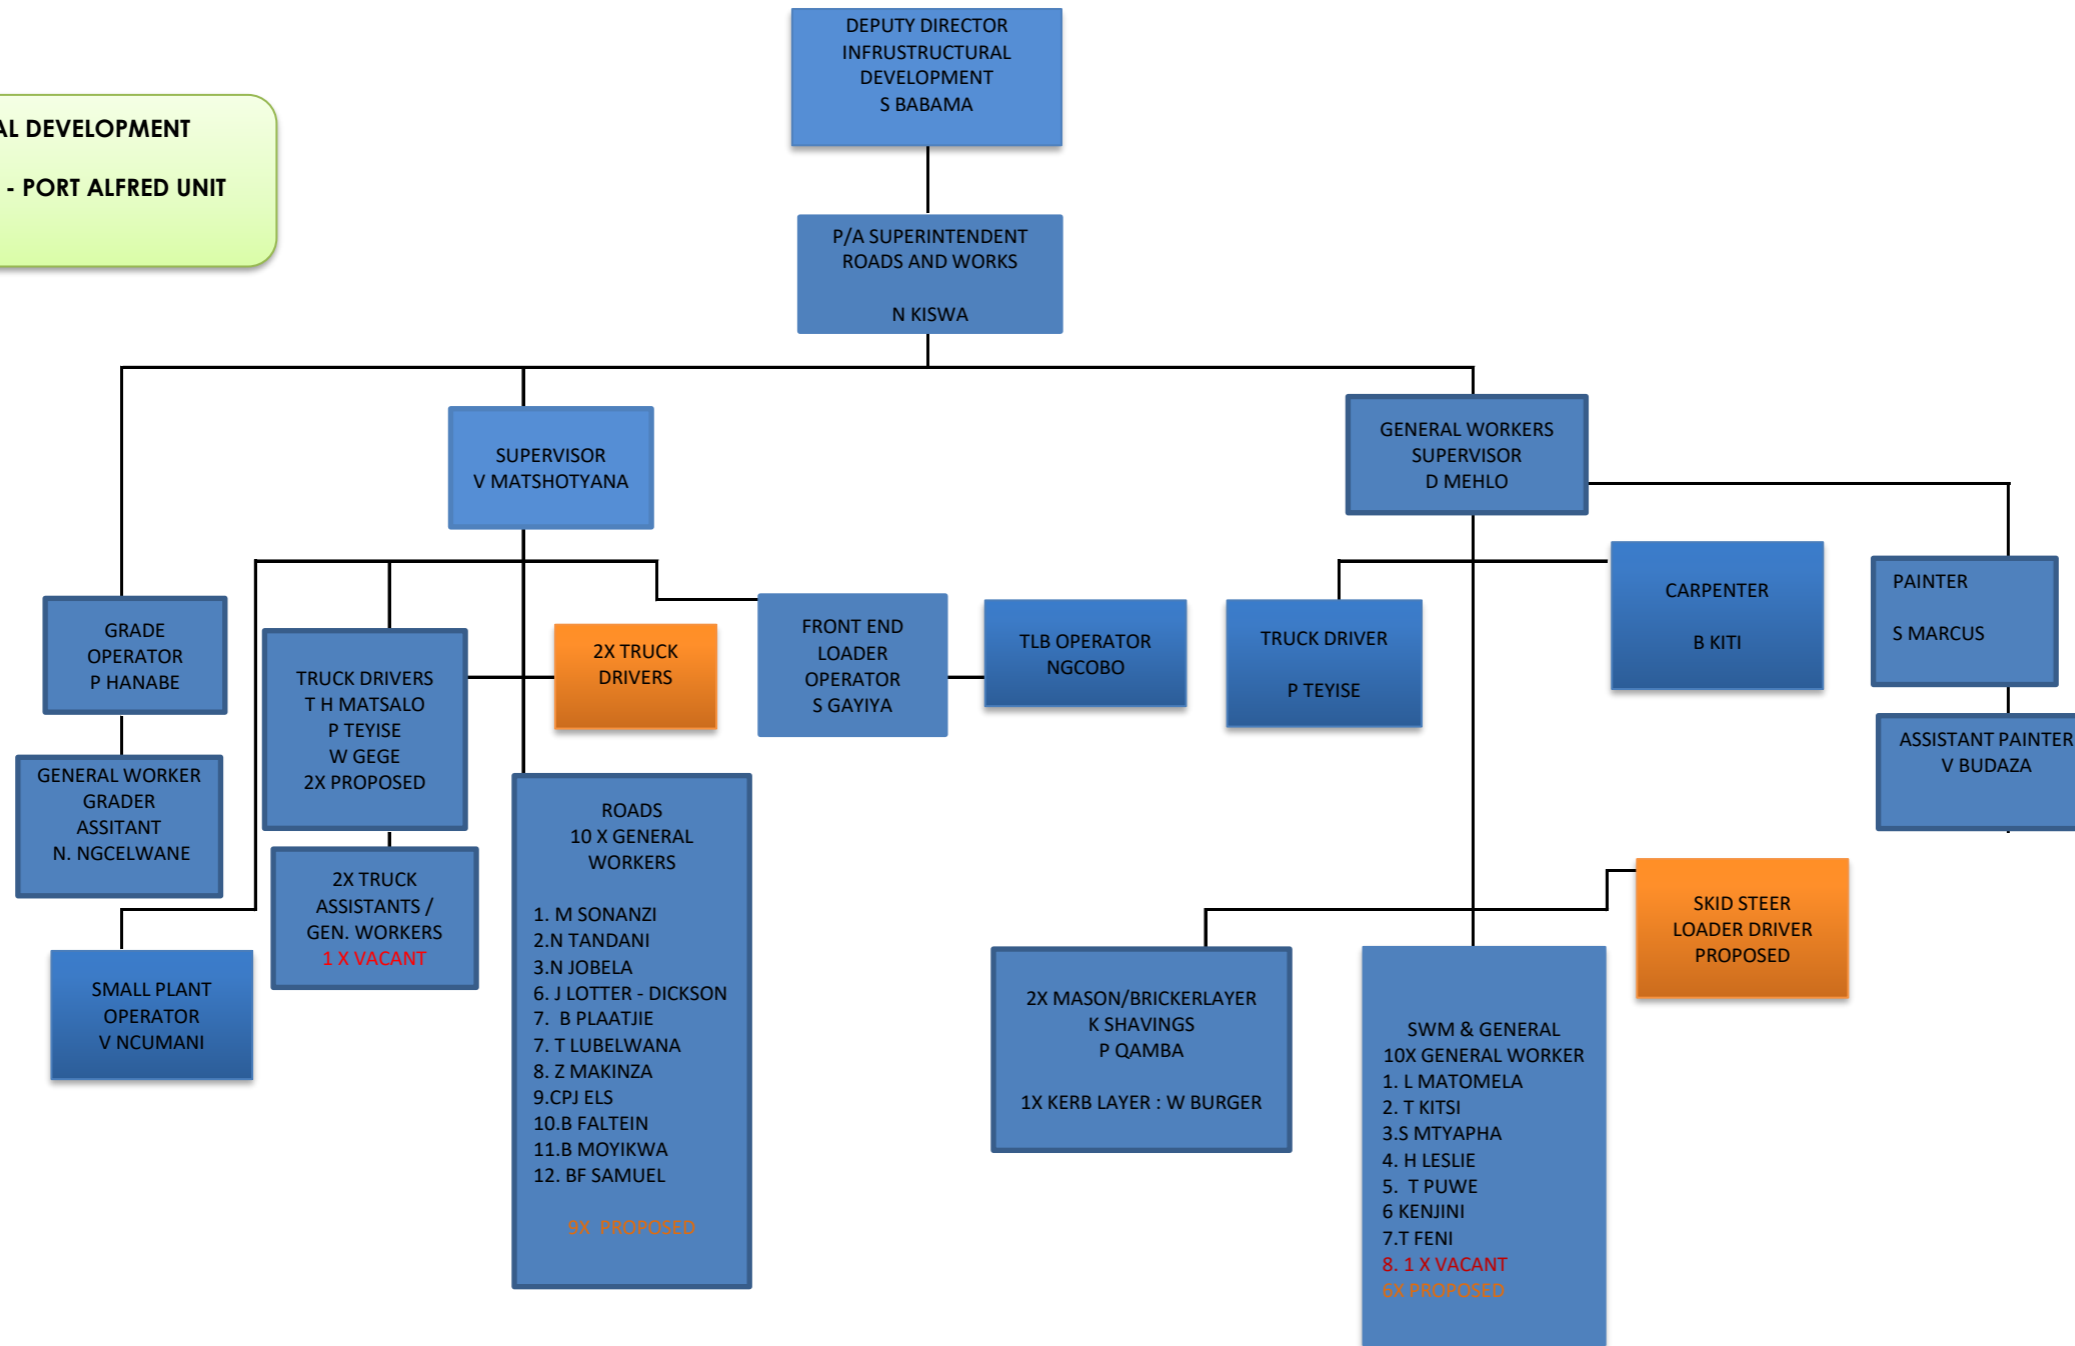 DEPUTY DIRECTOR
INFRUSTRUCTURAL
DEVELOPMENT
S BABAMA
AL DEVELOPMENT
- PORT ALFRED UNIT
P/A SUPERINTENDENT
ROADS AND WORKS
N KISWA
SUPERVISOR
V MATSHOTYANA
GENERAL WORKERS
SUPERVISOR
D MEHLO
GRADE
OPERATOR
P HANABE
TRUCK DRIVERS
T H MATSALO
P TEYISE
W GEGE
2X PROPOSED
2X TRUCK
DRIVERS
FRONT END
LOADER
OPERATOR
S GAYIYA
TLB OPERATOR
NGCOBO
TRUCK DRIVER
P TEYISE
CARPENTER
B KITI
PAINTER
S MARCUS
GENERAL WORKER
GRADER
ASSITANT
N. NGCELWANE
2X TRUCK
ASSISTANTS /
GEN. WORKERS
1 X VACANT
ROADS
10 X GENERAL
WORKERS
1. M SONANZI
2.N TANDANI
3.N JOBELA
6. J LOTTER - DICKSON
7. B PLAATJIE
7. T LUBELWANA
8. Z MAKINZA
9.CPJ ELS
10.B FALTEIN
11.B MOYIKWA
12. BF SAMUEL
9X PROPOSED
ASSISTANT PAINTER
V BUDAZA
SMALL PLANT
OPERATOR
V NCUMANI
2X MASON/BRICKERLAYER
K SHAVINGS
P QAMBA
1X KERB LAYER : W BURGER
SWM & GENERAL
10X GENERAL WORKER
1. L MATOMELA
2. T KITSI
3.S MTYAPHA
4. H LESLIE
5. T PUWE
6 KENJINI
7.T FENI
8. 1 X VACANT
6X PROPOSED
SKID STEER
LOADER DRIVER
PROPOSED